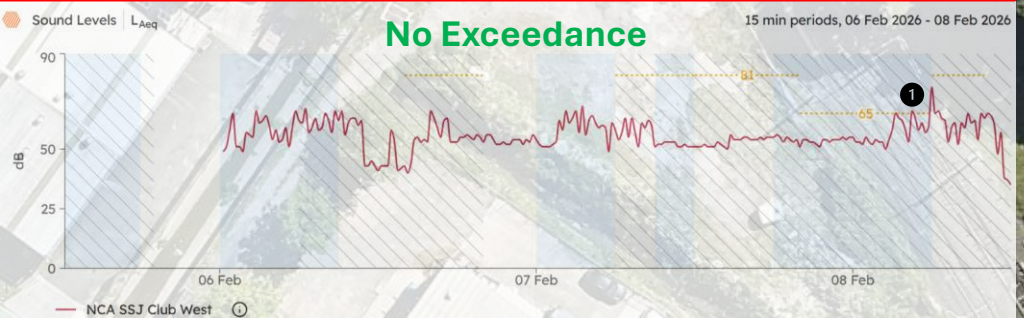 Sound Levels | LAeq
15 min periods, 06 Feb 2026 - 08 Feb 2026
No Exceedance
90
81
1
65
50
dB
25
0
06 Feb
07 Feb
08 Feb
NCA SSJ Club West